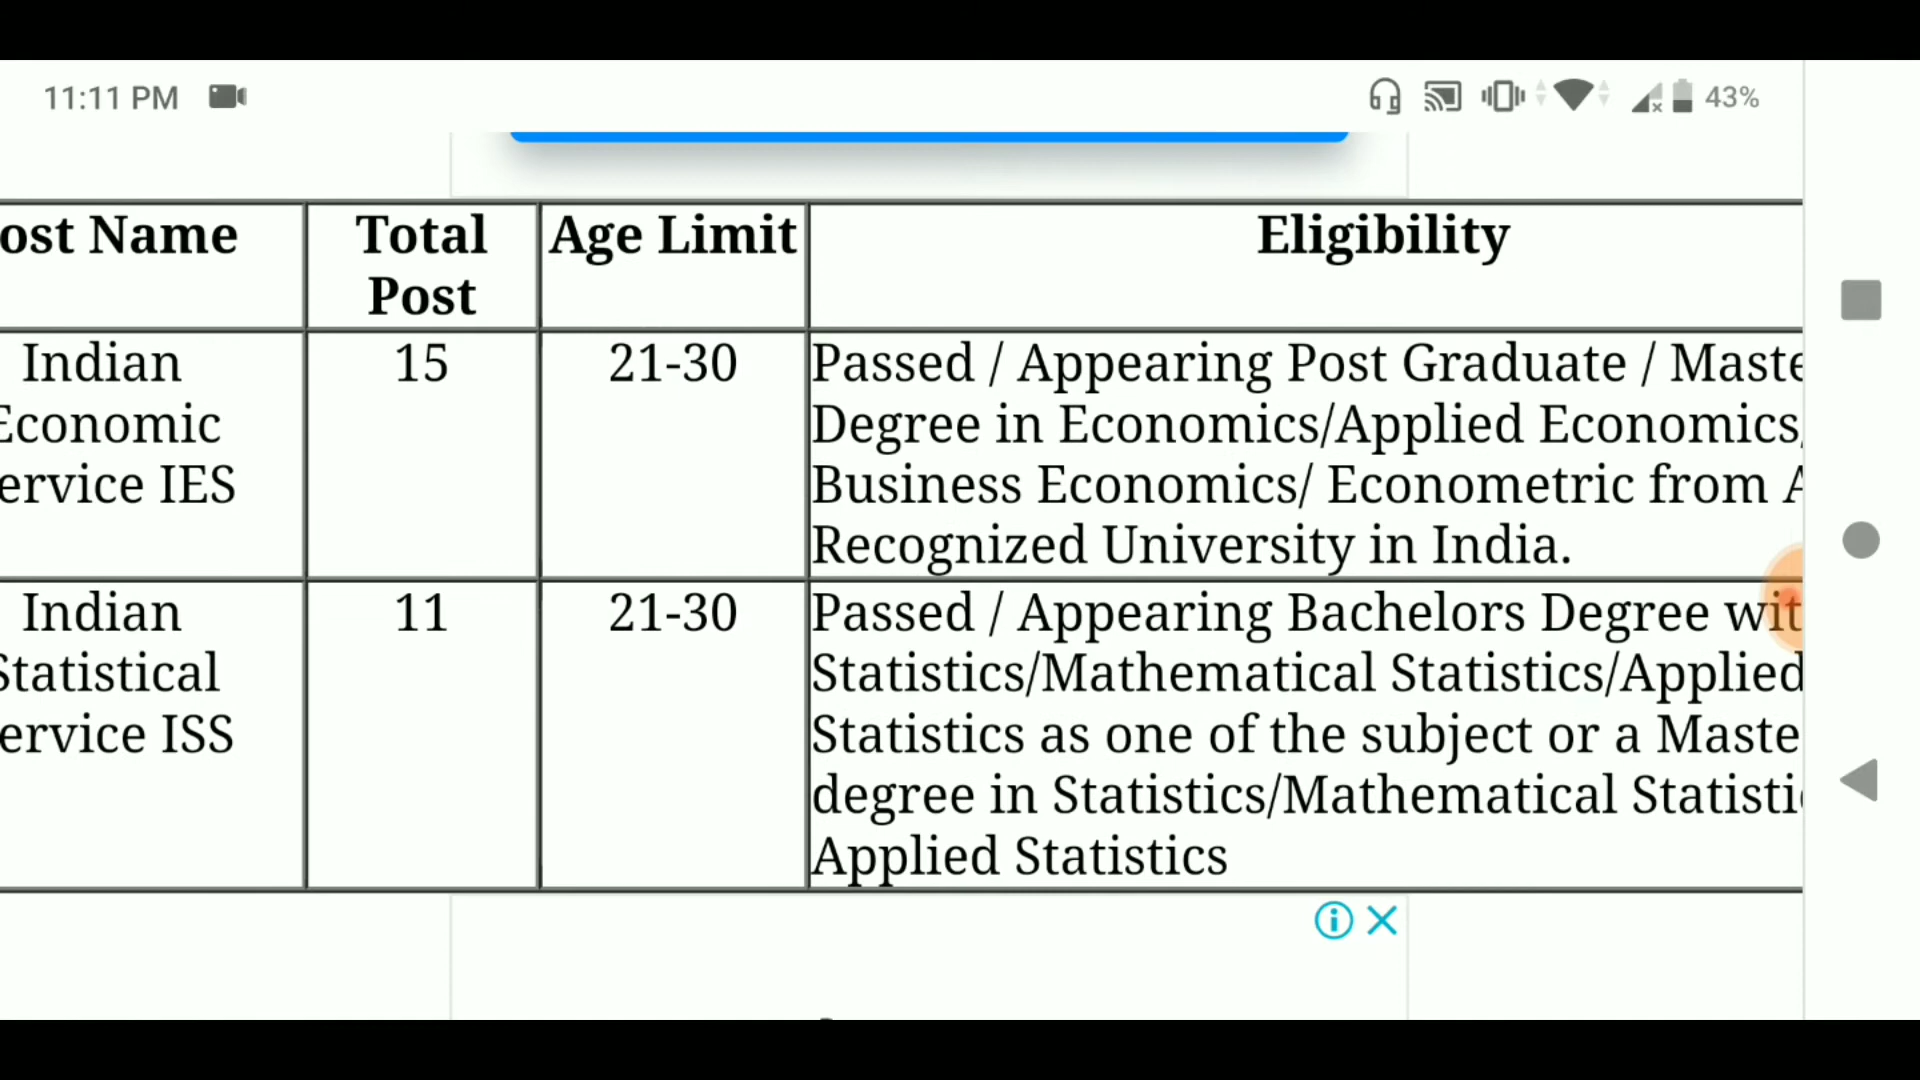 11:11 PM 43%
ost Name Total Age Limit Eligibility
Post
Indian 15 21-30 Passed / Appearing Post Graduate / Maste
Economic Degree in Economics/Applied Economics/
ervice IES Business Economics/ Econometric from A
Recognized University in India.
Indian 11 21-30 Passed / Appearing Bachelors Degree wit
Statistical Statistics/Mathematical Statistics/Applied
ervice ISS Statistics as one of the subject or a Maste
degree in Statistics/Mathematical Statisti
Applied Statistics